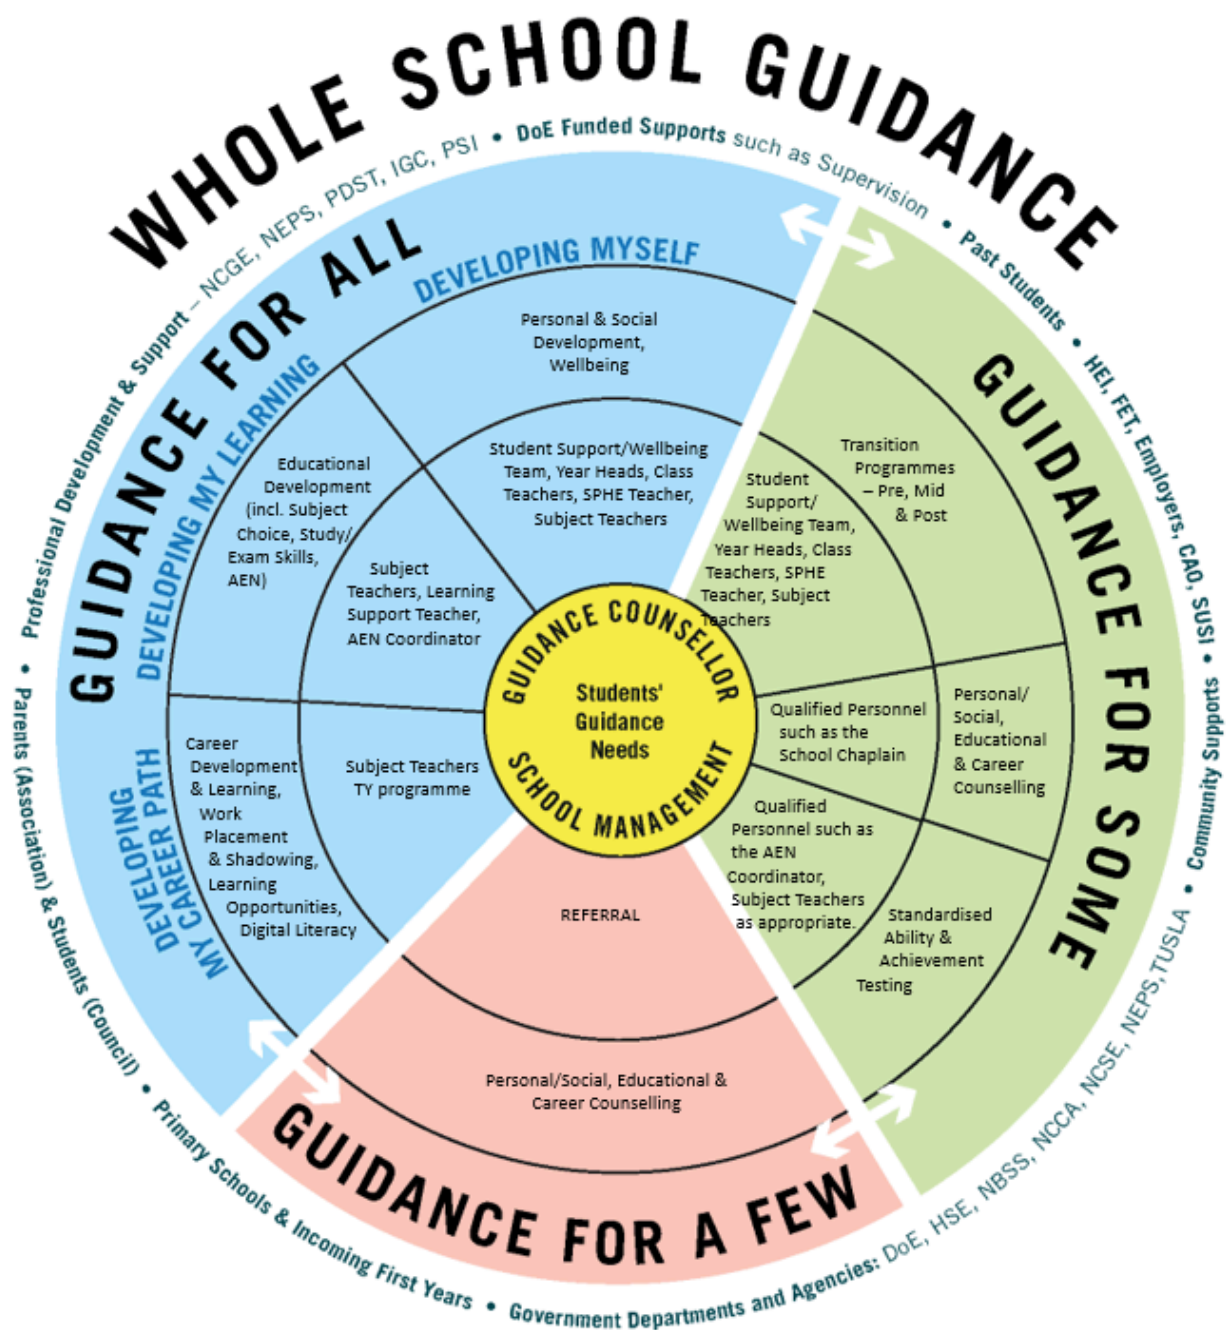 WHOLE SCHOOL GUIDANCE
Professional Development & Support – NCGE, NEPS, PDST, IGC, PSI • DoE Funded Supports such as Supervision • Past Students • HEI, FET, Employers, CAO, SUSI •
Community Supports •
Government Departments and Agencies: DoE, HSE, NBSS, NCCA, NCSE, NEPS,TUSLA •
Primary Schools & Incoming First Years •
Parents (Association) & Students (Council) •
GUIDANCE FOR ALL
DEVELOPING MYSELF
Personal & Social
Development,
Wellbeing
Student Support/Wellbeing
Team, Year Heads, Class
Teachers, SPHE Teacher,
Subject Teachers
DEVELOPING MY LEARNING
Educational
Development
(incl. Subject
Choice, Study/
Exam Skills,
AEN)
Subject
Teachers, Learning
Support Teacher,
AEN Coordinator
DEVELOPING
MY CAREER PATH
Career
Development
& Learning,
Work
Placement
& Shadowing,
Learning
Opportunities,
Digital Literacy
Subject Teachers
TY programme
GUIDANCE COUNSELLOR
Students'
Guidance
Needs
SCHOOL MANAGEMENT
GUIDANCE FOR SOME
Transition
Programmes
– Pre, Mid
& Post
Student
Support/
Wellbeing Team,
Year Heads, Class
Teachers, SPHE
Teacher, Subject
Teachers
Qualified Personnel
such as the
School Chaplain
Personal/
Social,
Educational
& Career
Counselling
Qualified
Personnel such as
the AEN
Coordinator,
Subject Teachers
as appropriate.
Standardised
Ability &
Achievement
Testing
REFERRAL
Personal/Social, Educational &
Career Counselling
GUIDANCE FOR A FEW